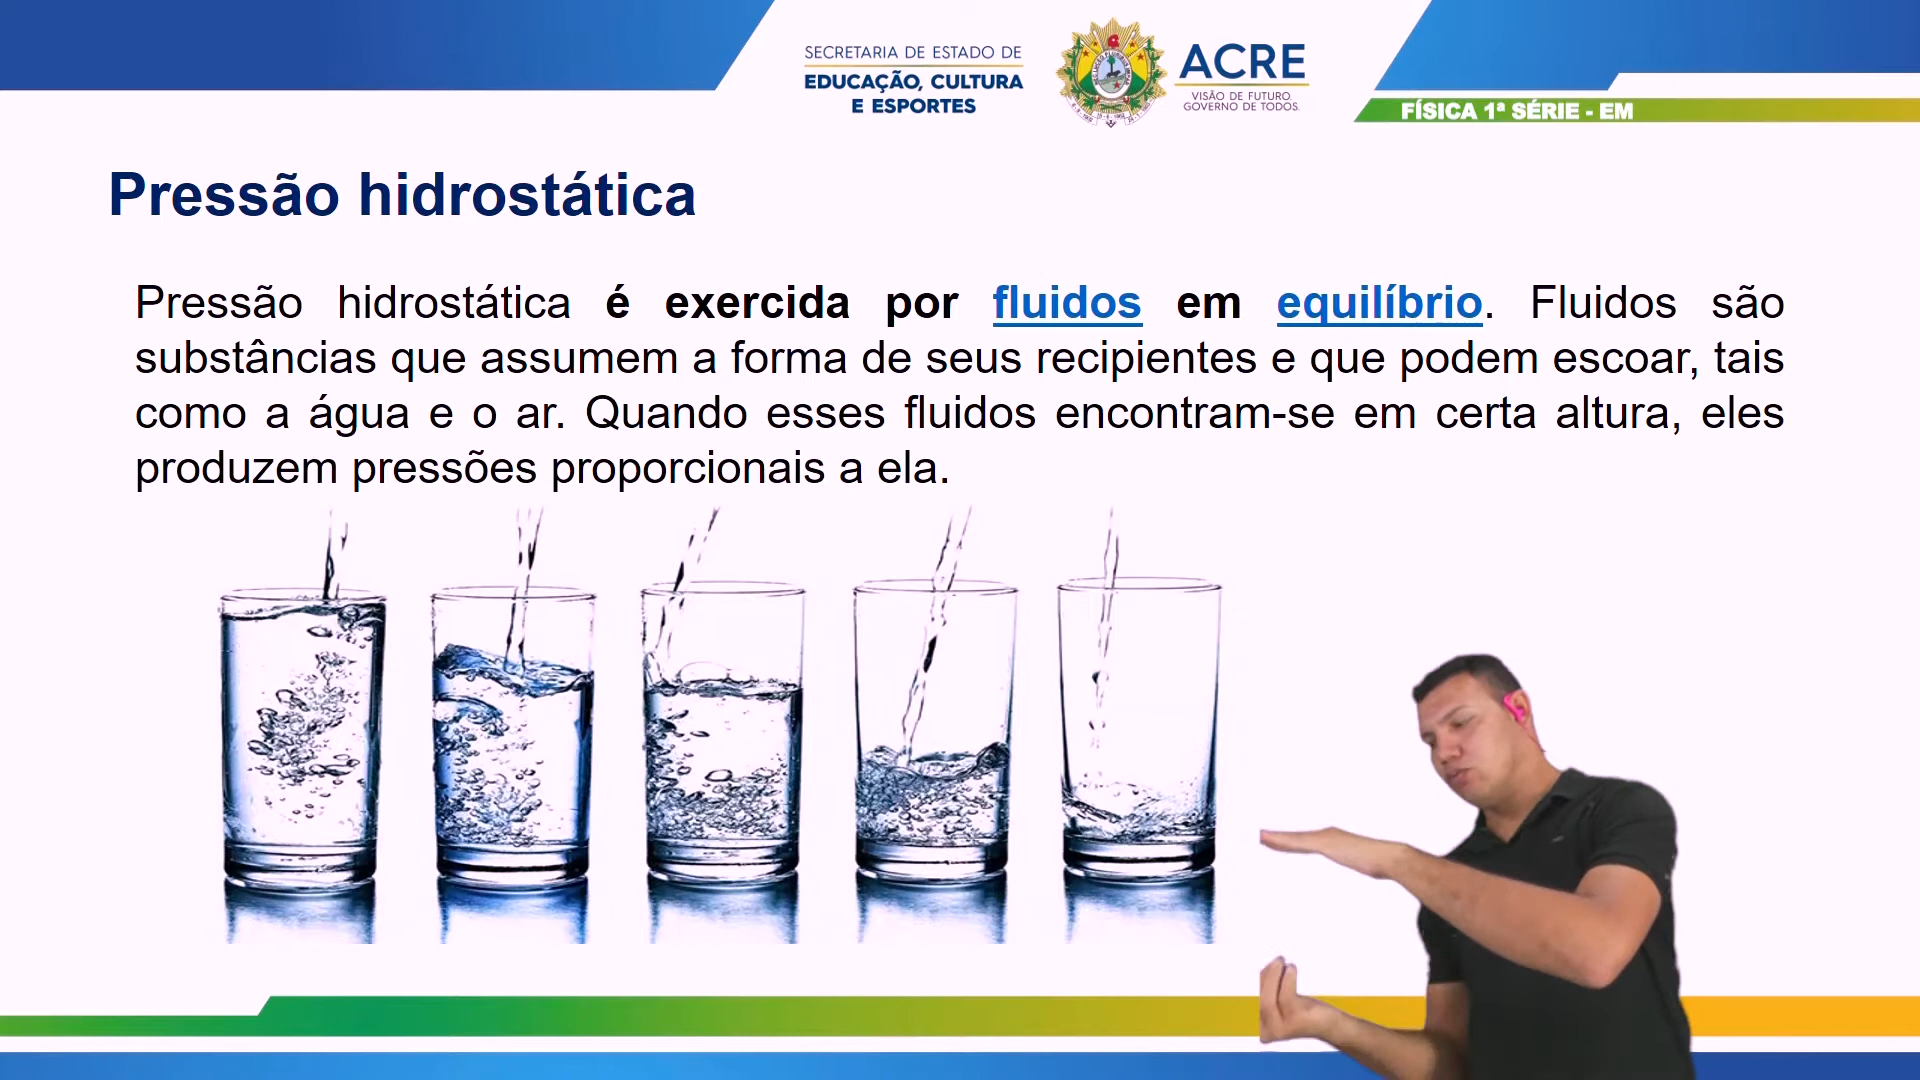 SECRETARIA DE ESTADO DE
EDUCAÇÃO, CULTURA
E ESPORTES
ACRE
VISÃO DE FUTURO.
GOVERNO DE TODOS.
FÍSICA 1ª SÉRIE - EM
Pressão hidrostática
Pressão hidrostática é exercida por fluidos em equilíbrio. Fluidos são
substâncias que assumem a forma de seus recipientes e que podem escoar, tais
como a água e o ar. Quando esses fluidos encontram-se em certa altura, eles
produzem pressões proporcionais a ela.